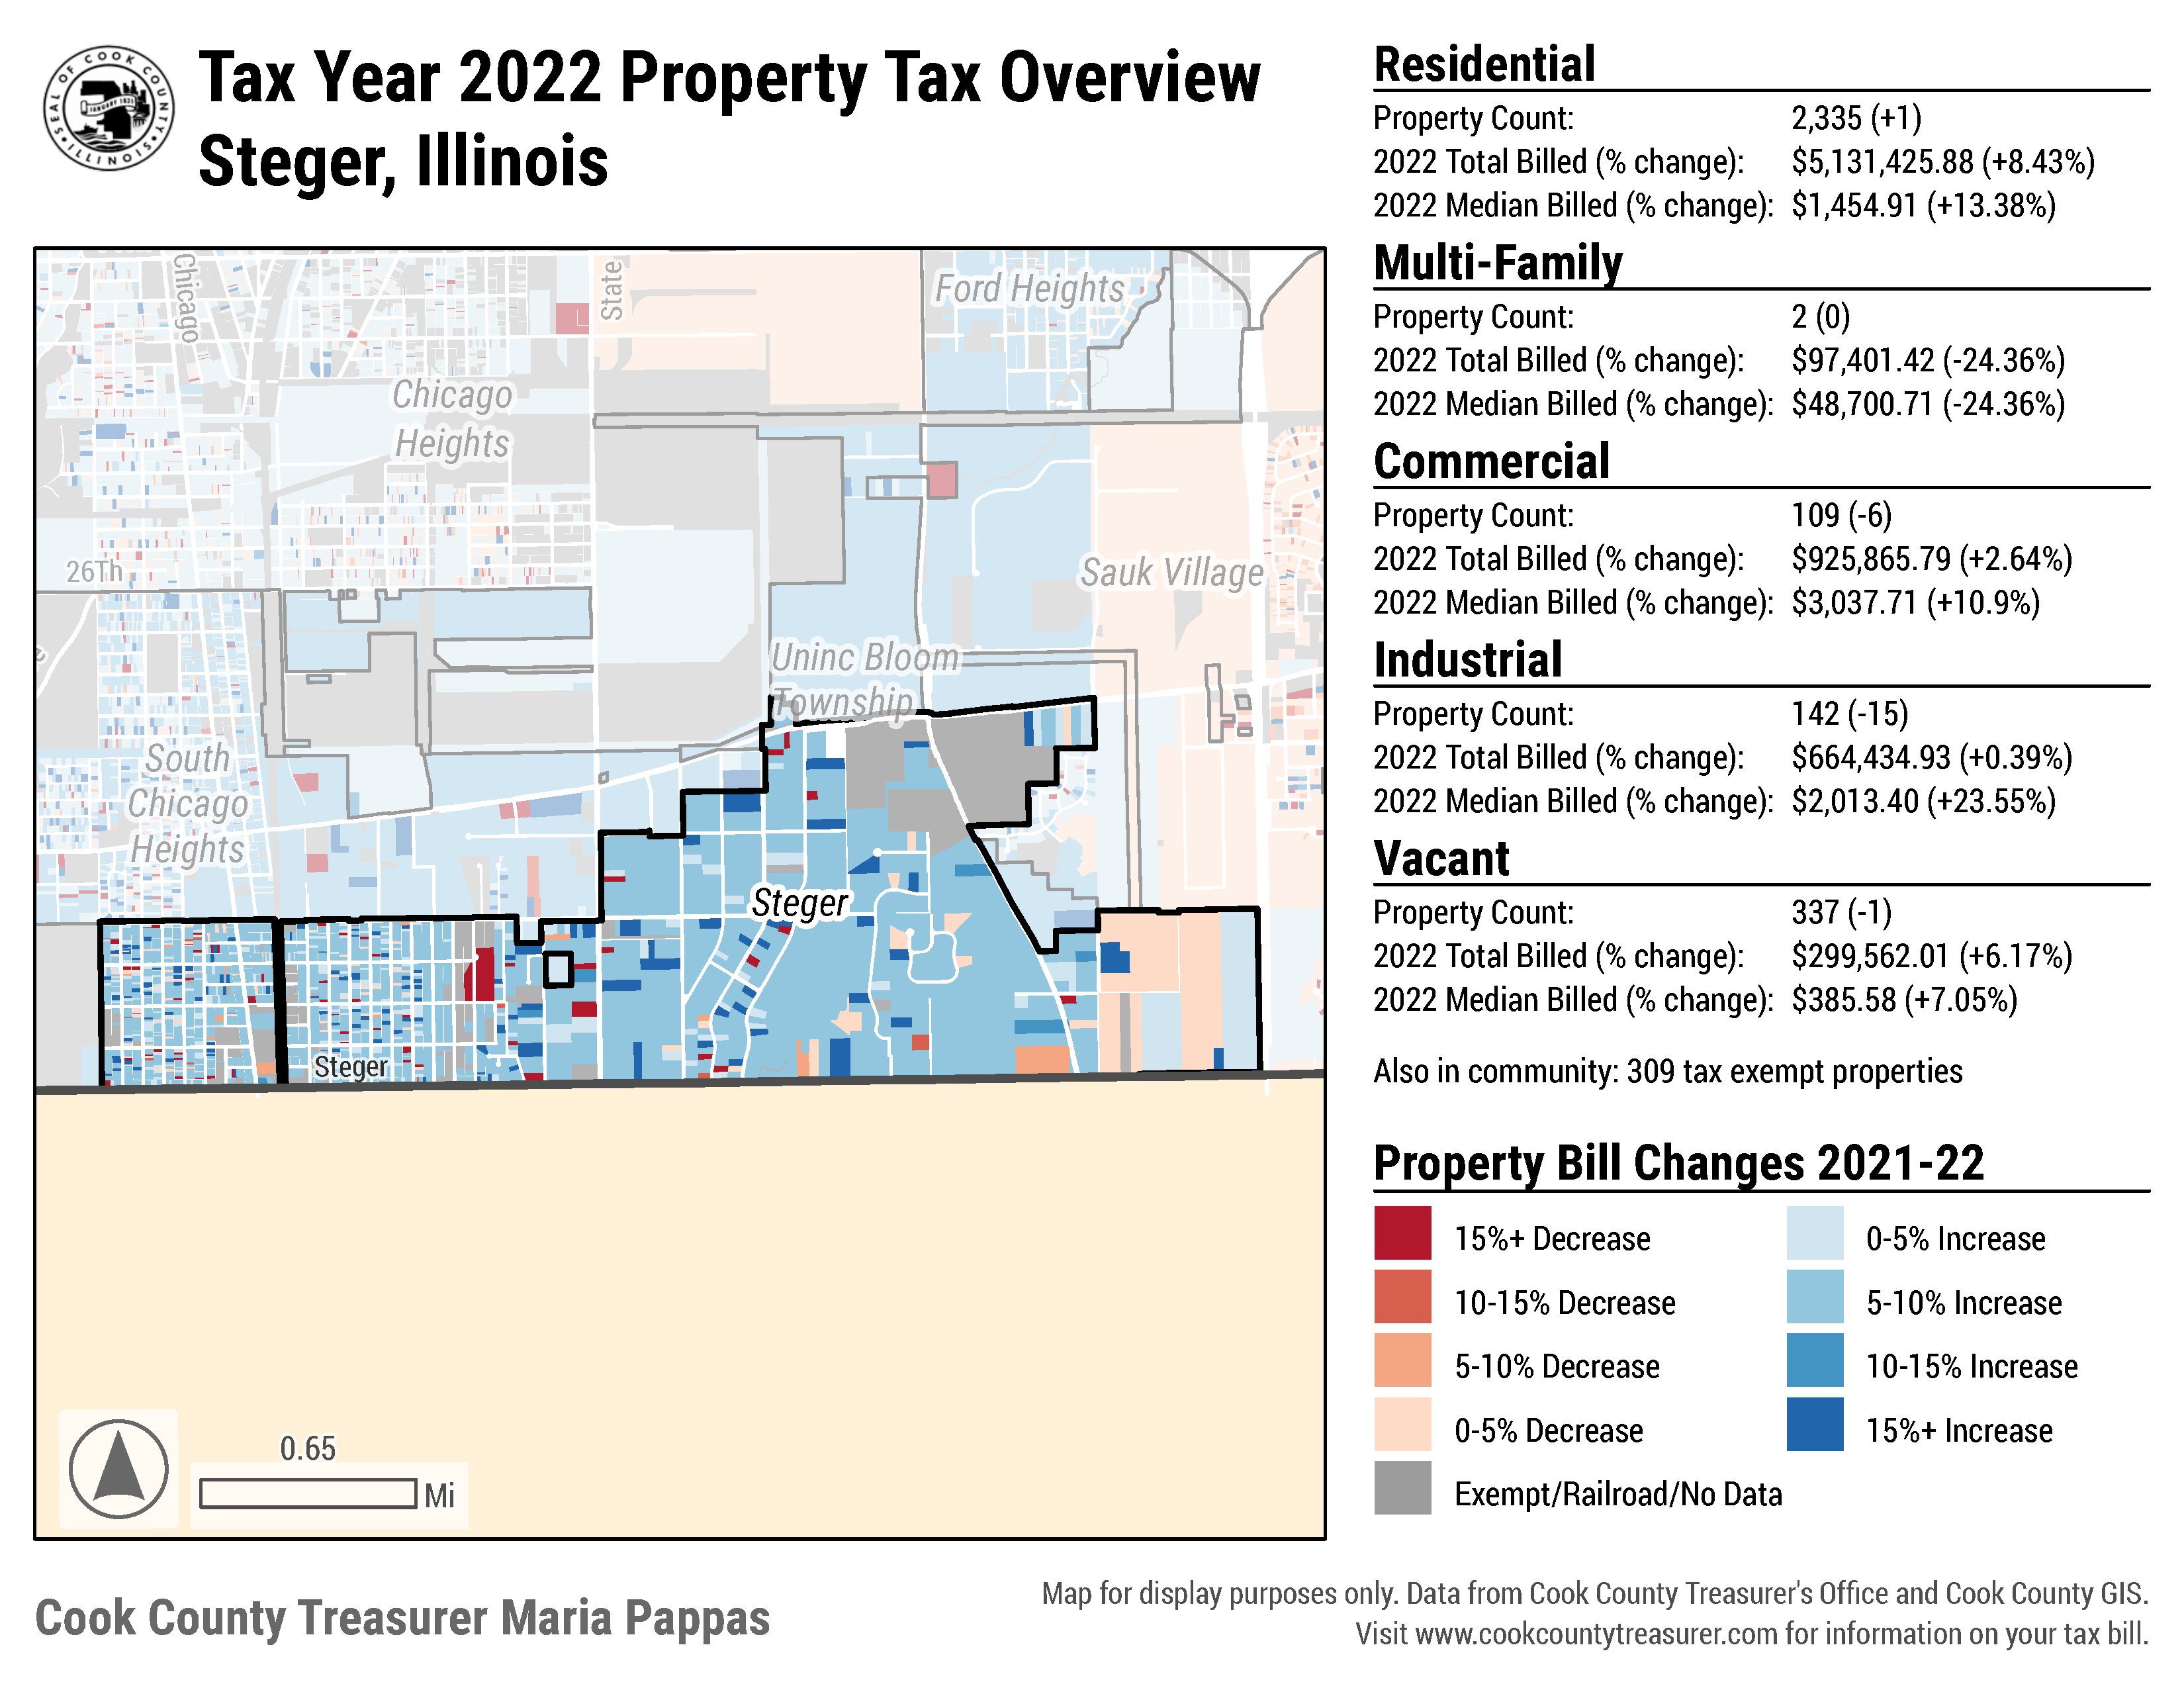 SEAL OF COOK COUNTY
JANUARY 1831
ILLINOIS
Tax Year 2022 Property Tax Overview
Steger, Illinois
Chicago
State
Ford Heights
Chicago
Heights
26Th
Sauk Village
Uninc Bloom
Township
South
Chicago
Heights
Steger
Steger
0.65
Mi
Residential
Property Count: 2,335 (+1)
2022 Total Billed (% change): $5,131,425.88 (+8.43%)
2022 Median Billed (% change): $1,454.91 (+13.38%)
Multi-Family
Property Count: 2 (0)
2022 Total Billed (% change): $97,401.42 (-24.36%)
2022 Median Billed (% change): $48,700.71 (-24.36%)
Commercial
Property Count: 109 (-6)
2022 Total Billed (% change): $925,865.79 (+2.64%)
2022 Median Billed (% change): $3,037.71 (+10.9%)
Industrial
Property Count: 142 (-15)
2022 Total Billed (% change): $664,434.93 (+0.39%)
2022 Median Billed (% change): $2,013.40 (+23.55%)
Vacant
Property Count: 337 (-1)
2022 Total Billed (% change): $299,562.01 (+6.17%)
2022 Median Billed (% change): $385.58 (+7.05%)
Also in community: 309 tax exempt properties
Property Bill Changes 2021-22
15%+ Decrease
10-15% Decrease
5-10% Decrease
0-5% Decrease
Exempt/Railroad/No Data
0-5% Increase
5-10% Increase
10-15% Increase
15%+ Increase
Cook County Treasurer Maria Pappas
Map for display purposes only. Data from Cook County Treasurer's Office and Cook County GIS.
Visit www.cookcountytreasurer.com for information on your tax bill.